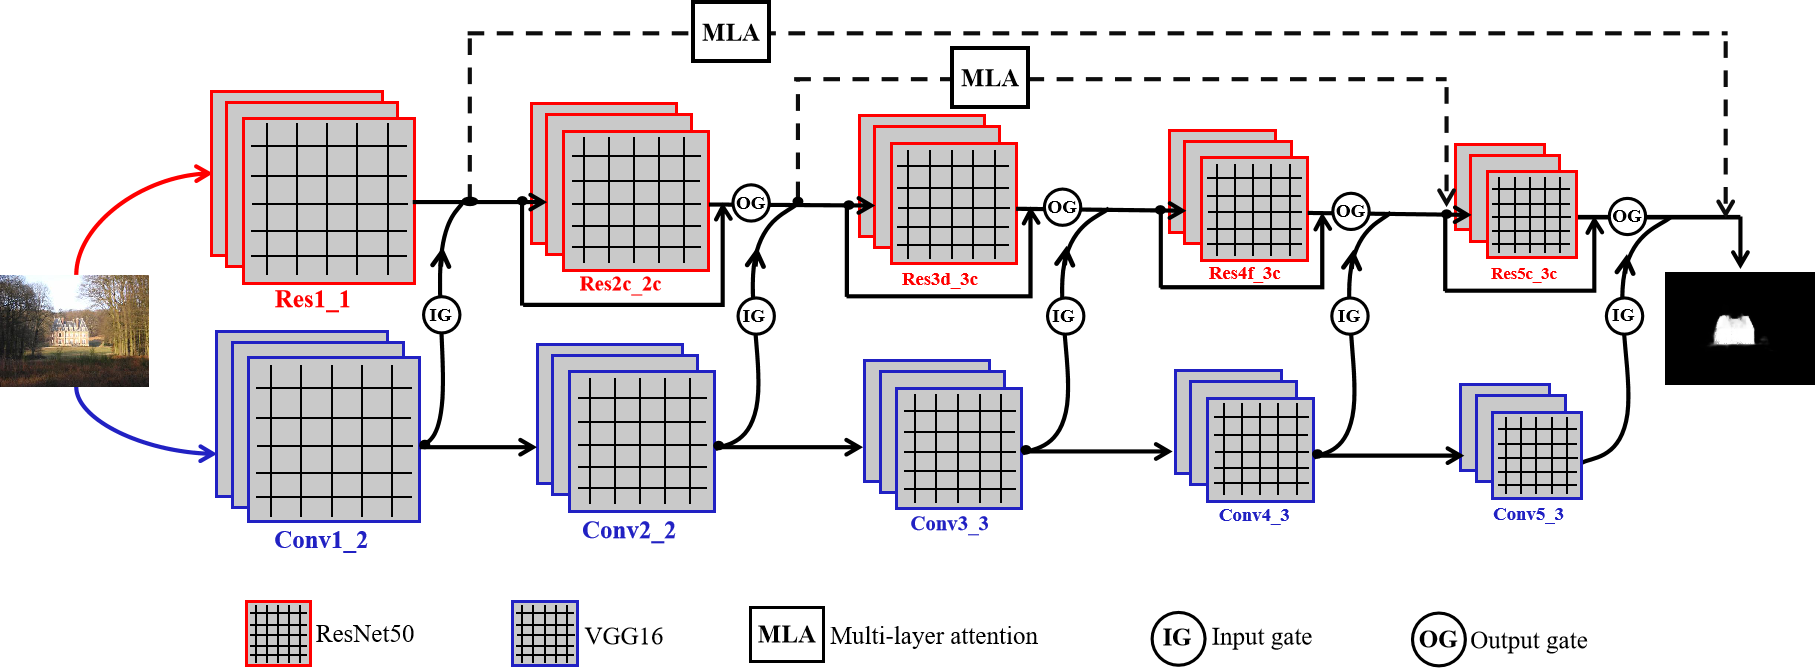 MLA
MLA
OG
OG
OG
OG
Res1_1
Res2c_2c
Res3d_3c
Res4f_3c
Res5c_3c
IG
IG
IG
IG
IG
Conv1_2
Conv2_2
Conv3_3
Conv4_3
Conv5_3
ResNet50
VGG16
MLA Multi-layer attention
IG Input gate
OG Output gate